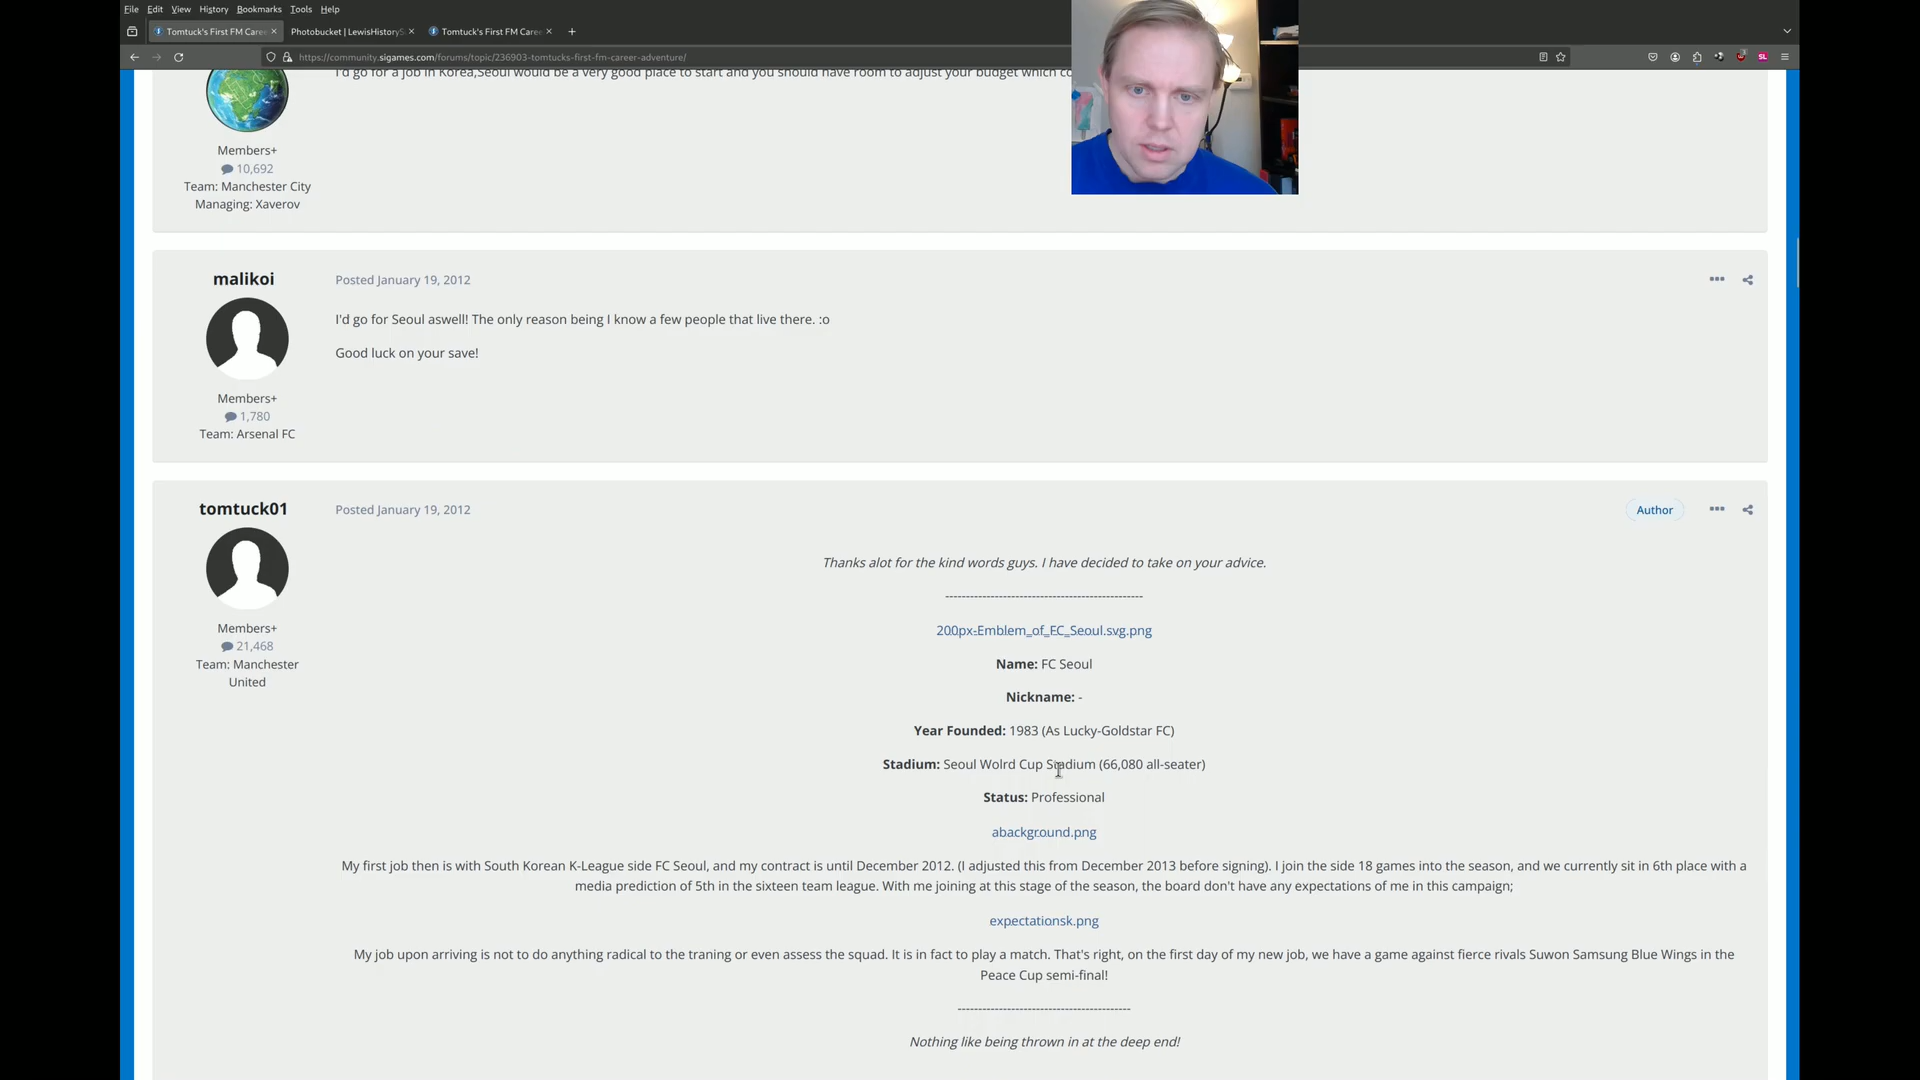 File Edit View History Bookmarks Tools Help
Tomtuck's First FM Caree
Photobucket | LewisHistoryS
Tomtuck's First FM Caree
https://community.sigames.com/forums/topic/236903-tomtucks-first-fm-career-adventure/
I'd go for a job in Korea,Seoul would be a very good place to start and you should have room to adjust your budget which
Members+
10,692
Team: Manchester City
Managing: Xaverov
malikoi
Posted January 19, 2012
I'd go for Seoul aswell! The only reason being I know a few people that live there. :o
Good luck on your save!
Members+
1,780
Team: Arsenal FC
tomtuck01
Posted January 19, 2012
Author
Thanks alot for the kind words guys. I have decided to take on your advice.
-----------------------------------------------
200px-Emblem_of_FC_Seoul.svg.png
Name: FC Seoul
Nickname: -
Members+
21,468
Team: Manchester
United
Year Founded: 1983 (As Lucky-Goldstar FC)
Stadium: Seoul Wolrd Cup Stadium (66,080 all-seater)
Status: Professional
abackground.png
My first job then is with South Korean K-League side FC Seoul, and my contract is until December 2012. (I adjusted this from December 2013 before signing). I join the side 18 games into the season, and we currently sit in 6th place with a
media prediction of 5th in the sixteen team league. With me joining at this stage of the season, the board don't have any expectations of me in this campaign;
expectationsk.png
My job upon arriving is not to do anything radical to the traning or even assess the squad. It is in fact to play a match. That's right, on the first day of my new job, we have a game against fierce rivals Suwon Samsung Blue Wings in the
Peace Cup semi-final!
-----------------------------------------
Nothing like being thrown in at the deep end!